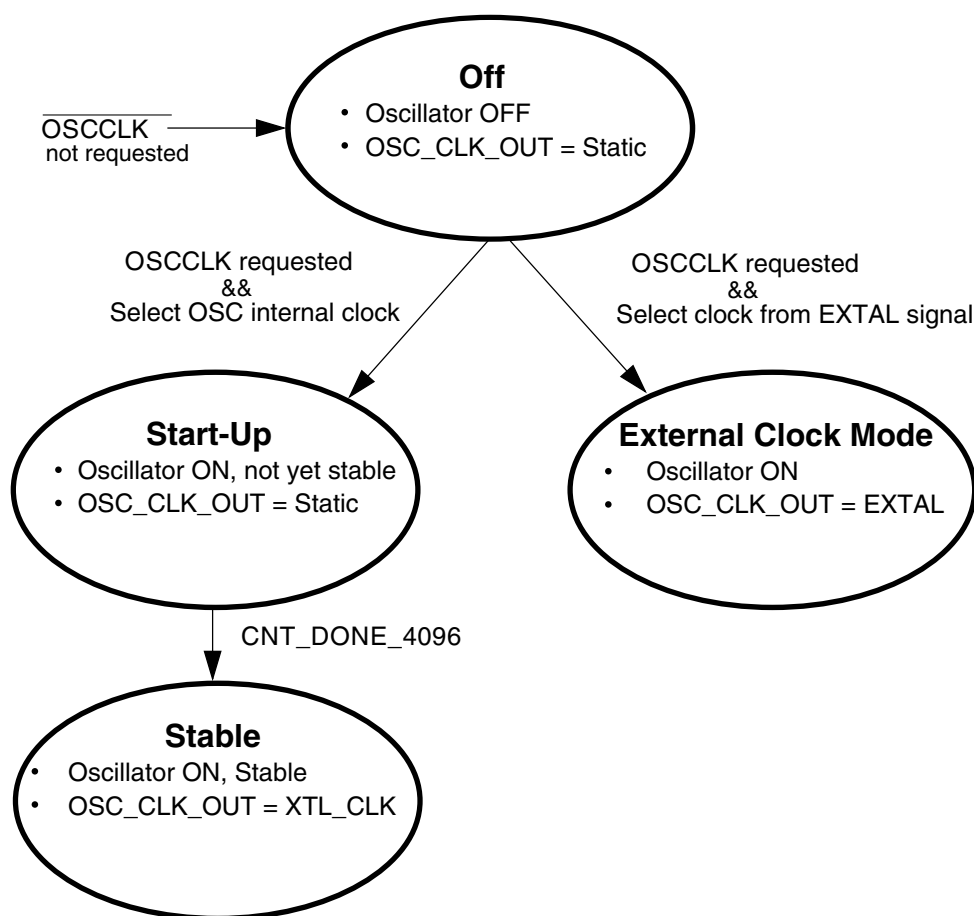 Off
• Oscillator OFF
• OSC_CLK_OUT = Static
OSCCLK
not requested
OSCCLK requested
&&
Select OSC internal clock
OSCCLK requested
&&
Select clock from EXTAL signal
Start-Up
• Oscillator ON, not yet stable
• OSC_CLK_OUT = Static
External Clock Mode
• Oscillator ON
• OSC_CLK_OUT = EXTAL
CNT_DONE_4096
Stable
• Oscillator ON, Stable
• OSC_CLK_OUT = XTL_CLK